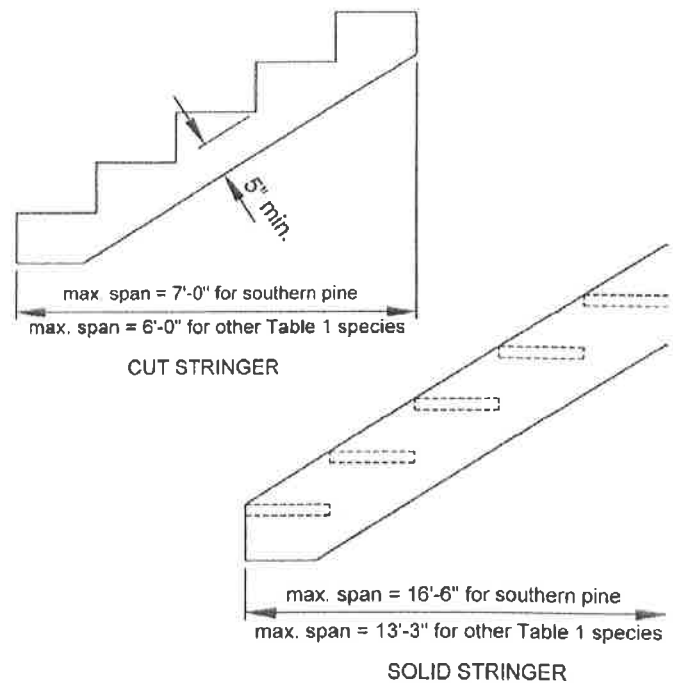 5" min.
max. span = 7'-0" for southern pine
max. span = 6'-0" for other Table 1 species
CUT STRINGER
max. span = 16'-6" for southern pine
max. span = 13'-3" for other Table 1 species
SOLID STRINGER